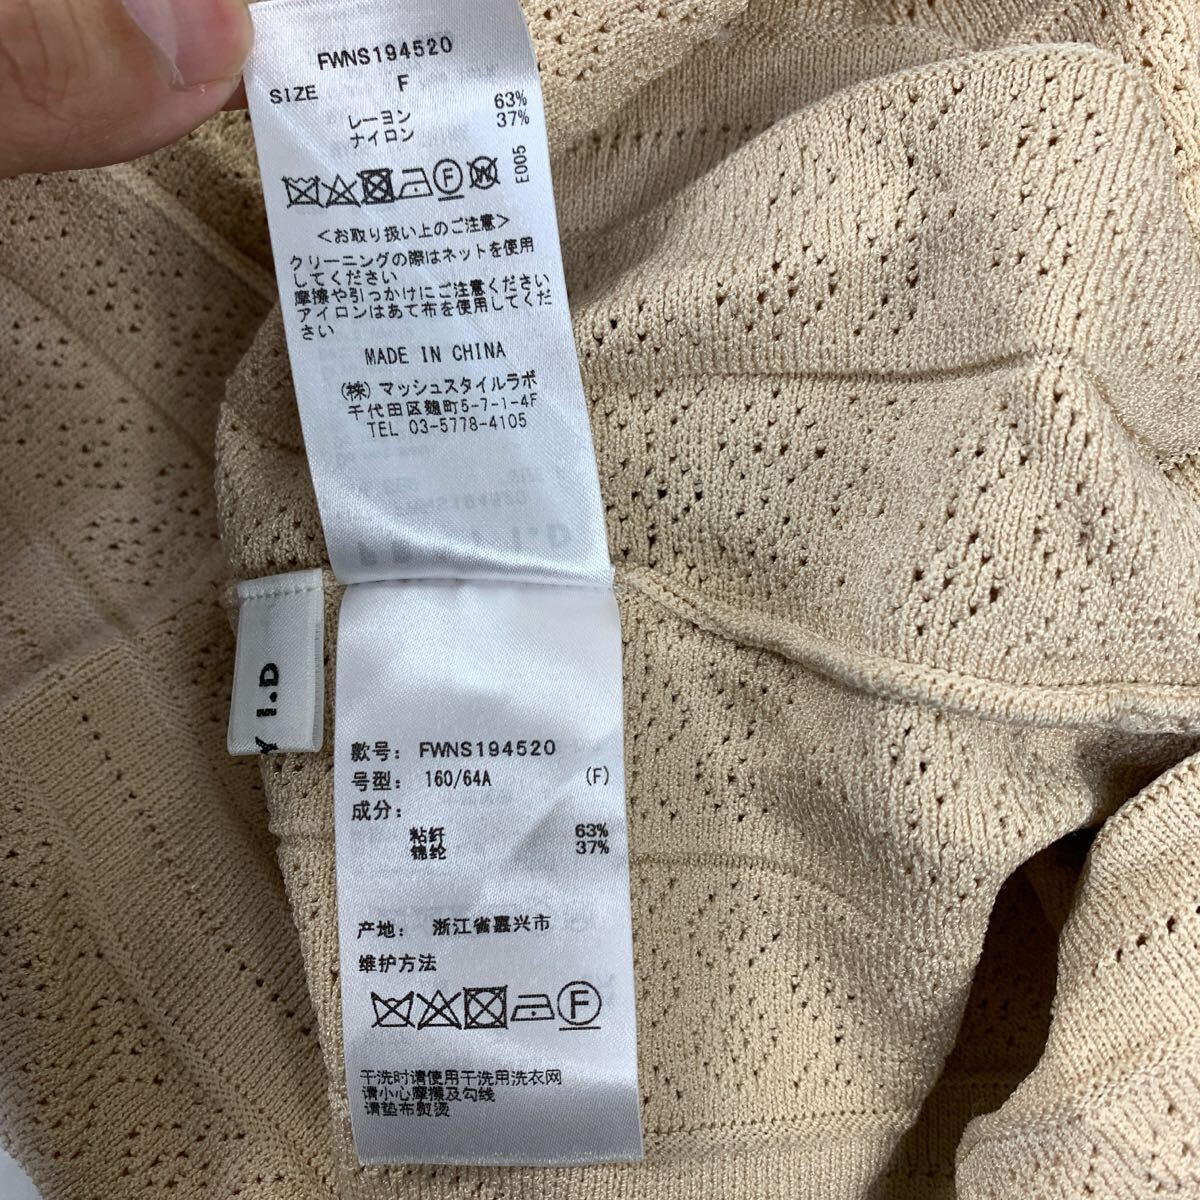 FWNS194520
SIZE F
レーヨン 63%
ナイロン 37%
F W E005
<お取り扱い上のご注意>
クリーニングの際はネットを使用
してください
摩擦や引っかけにご注意ください
アイロンはあて布を使用してくだ
さい
MADE IN CHINA
(株)マッシュスタイルラボ
千代田区麹町5-7-1-4F
TEL 03-5778-4105
Y I.D
款号: FWNS194520
号型: 160/64A (F)
成分:
粘纤 63%
锦纶 37%
产地: 浙江省嘉兴市
维护方法
F
干洗时请使用干洗用洗衣网
请小心摩擦及勾线
请垫布熨烫